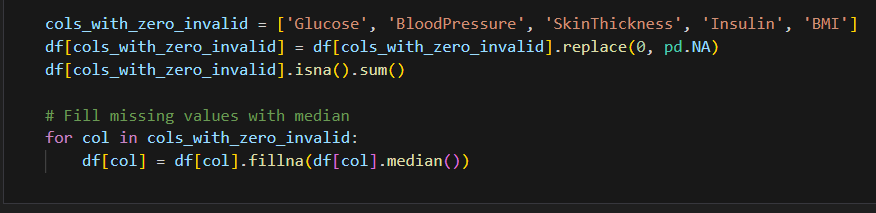 cols_with_zero_invalid = ['Glucose', 'BloodPressure', 'SkinThickness', 'Insulin', 'BMI']
df[cols_with_zero_invalid] = df[cols_with_zero_invalid].replace(0, pd.NA)
df[cols_with_zero_invalid].isna().sum()

# Fill missing values with median
for col in cols_with_zero_invalid:
    df[col] = df[col].fillna(df[col].median())